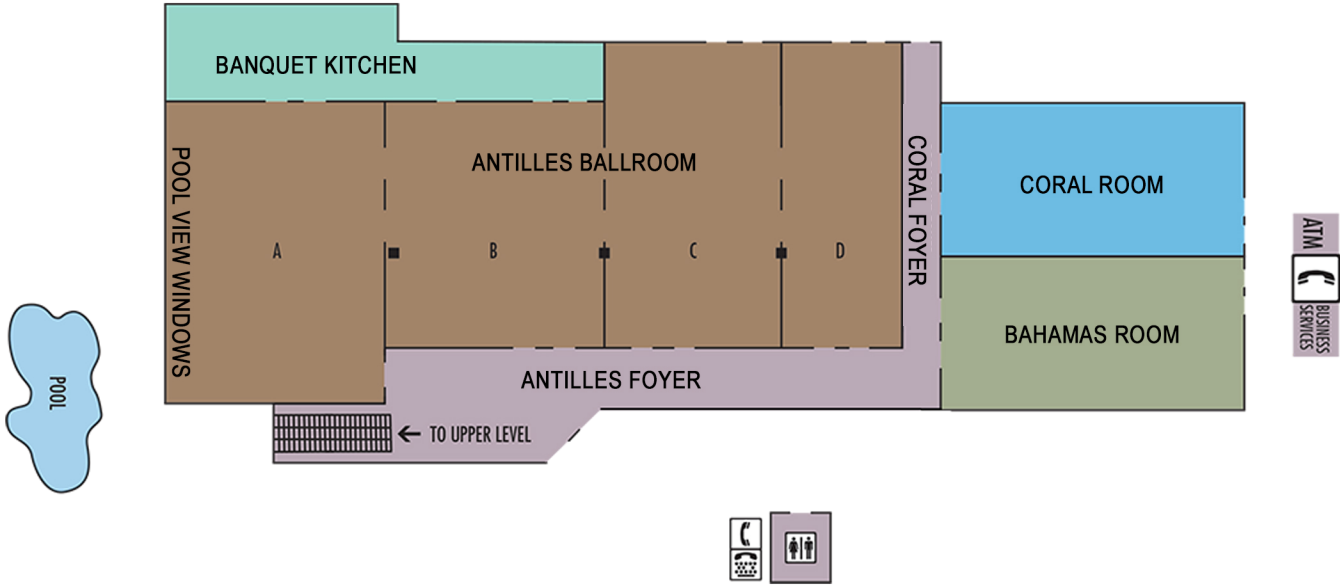 BANQUET KITCHEN
POOL VIEW WINDOWS
ANTILLES BALLROOM
A
B
C
D
CORAL FOYER
CORAL ROOM
BAHAMAS ROOM
ATM
BUSINESS
SERVICES
POOL
ANTILLES FOYER
← TO UPPER LEVEL